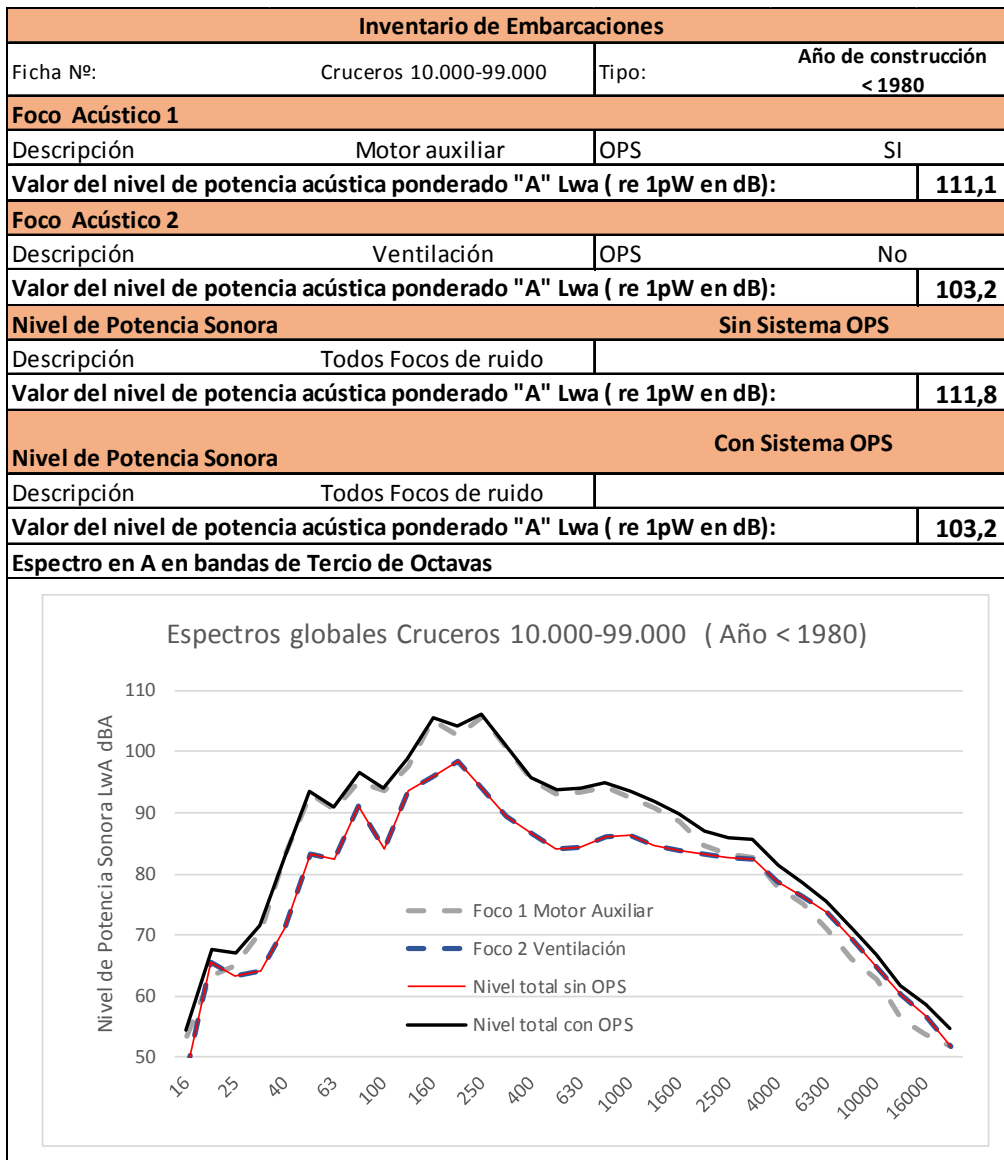 Inventario de Embarcaciones
Ficha Nº: Cruceros 10.000-99.000 Tipo: Año de construcción < 1980
Foco Acústico 1
Descripción Motor auxiliar OPS SI
Valor del nivel de potencia acústica ponderado "A" Lwa ( re 1pW en dB): 111,1
Foco Acústico 2
Descripción Ventilación OPS No
Valor del nivel de potencia acústica ponderado "A" Lwa ( re 1pW en dB): 103,2
Nivel de Potencia Sonora Sin Sistema OPS
Descripción Todos Focos de ruido
Valor del nivel de potencia acústica ponderado "A" Lwa ( re 1pW en dB): 111,8
Nivel de Potencia Sonora Con Sistema OPS
Descripción Todos Focos de ruido
Valor del nivel de potencia acústica ponderado "A" Lwa ( re 1pW en dB): 103,2
Espectro en A en bandas de Tercio de Octavas
Espectros globales Cruceros 10.000-99.000 ( Año < 1980)
Nivel de Potencia Sonora LwA dBA
110
100
90
80
70
60
50
Foco 1 Motor Auxiliar
Foco 2 Ventilación
Nivel total sin OPS
Nivel total con OPS
16 25 40 63 100 160 250 400 630 1000 1600 2500 4000 6300 10000 16000